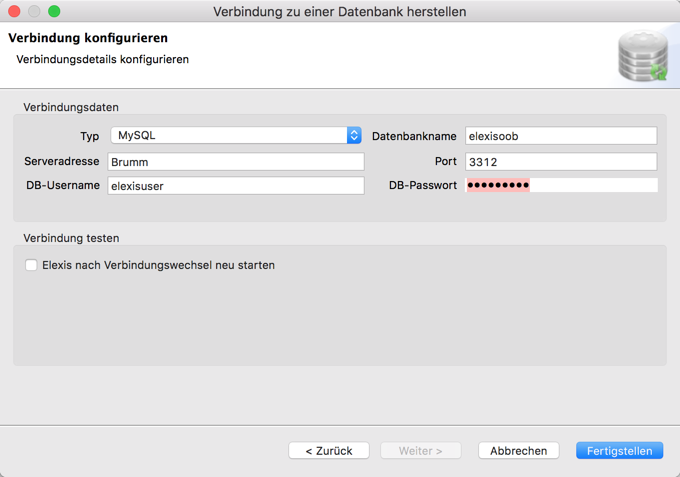 Verbindung zu einer Datenbank herstellen
Verbindung konfigurieren
Verbindungsdetails konfigurieren
Verbindungsdaten
Typ MySQL Datenbankname elexisoob
Serveradresse Brumm Port 3312
DB-Username elexisuser DB-Passwort •••••••••
Verbindung testen
Elexis nach Verbindungswechsel neu starten
< Zurück Weiter > Abbrechen Fertigstellen